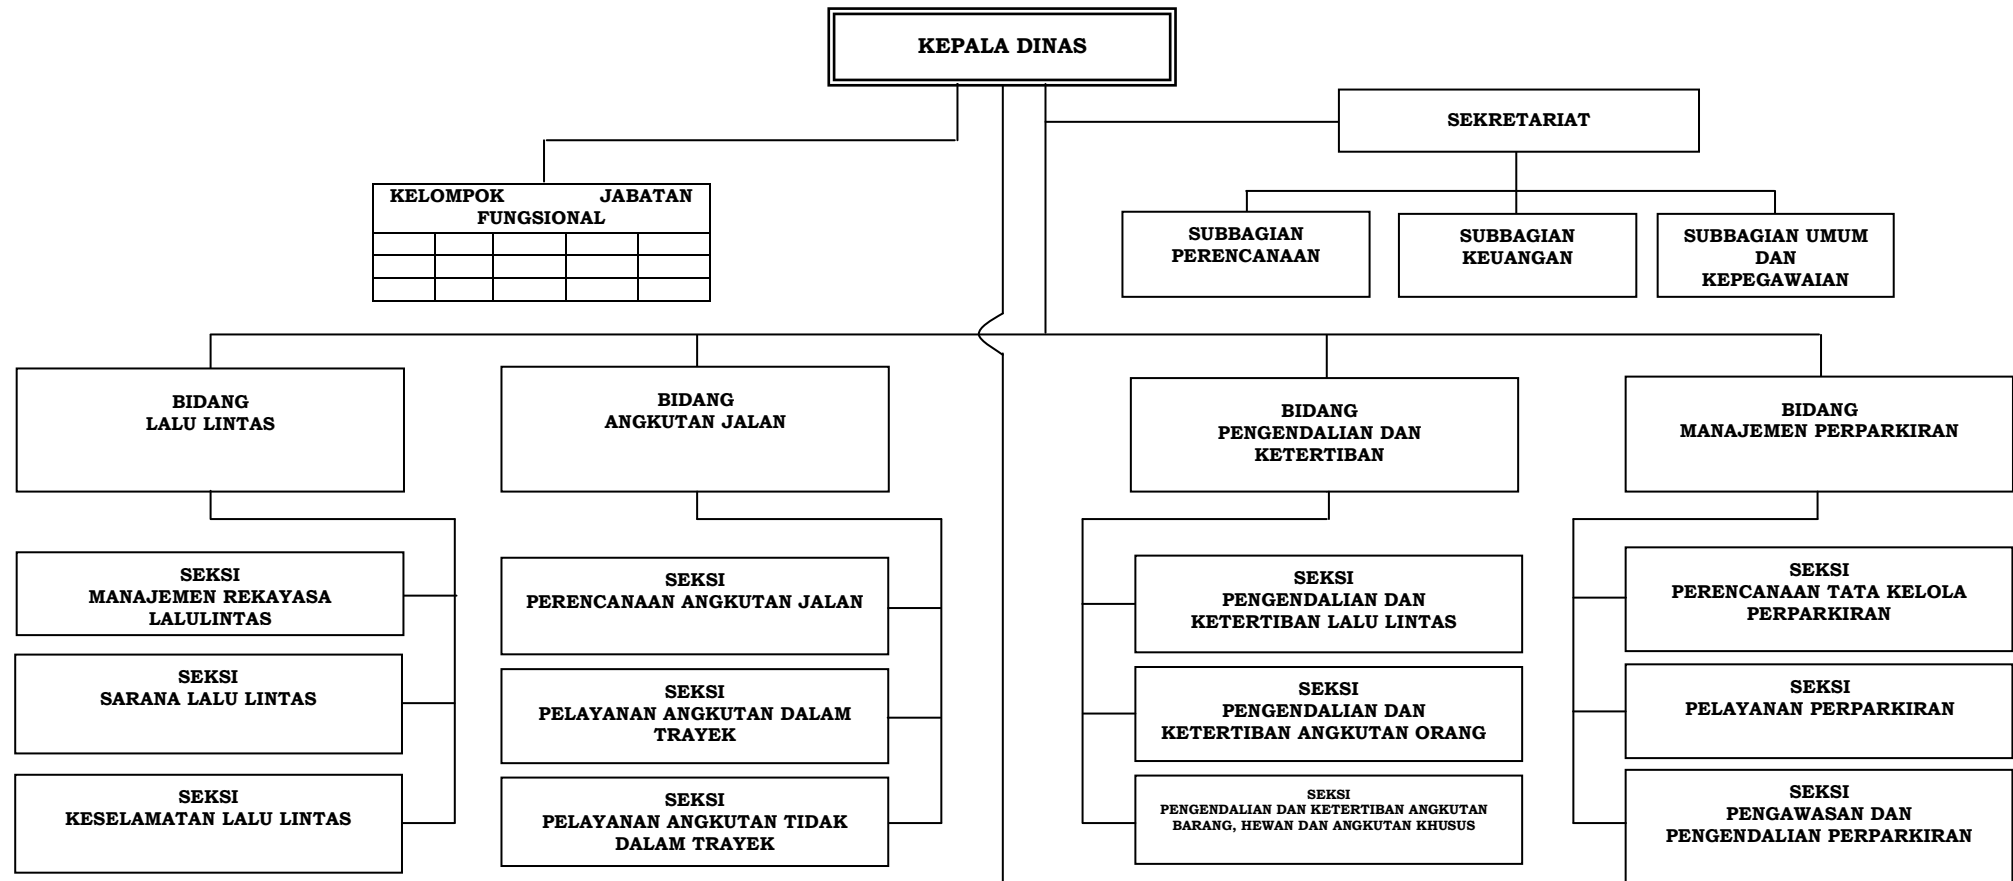 KEPALA DINAS
SEKRETARIAT
KELOMPOK JABATAN
FUNGSIONAL
SUBBAGIAN
PERENCANAAN
SUBBAGIAN
KEUANGAN
SUBBAGIAN UMUM
DAN
KEPEGAWAIAN
BIDANG
LALU LINTAS
BIDANG
ANGKUTAN JALAN
BIDANG
PENGENDALIAN DAN
KETERTIBAN
BIDANG
MANAJEMEN PERPARKIRAN
SEKSI
MANAJEMEN REKAYASA
LALULINTAS
SEKSI
SARANA LALU LINTAS
SEKSI
KESELAMATAN LALU LINTAS
SEKSI
PERENCANAAN ANGKUTAN JALAN
SEKSI
PELAYANAN ANGKUTAN DALAM
TRAYEK
SEKSI
PELAYANAN ANGKUTAN TIDAK
DALAM TRAYEK
SEKSI
PENGENDALIAN DAN
KETERTIBAN LALU LINTAS
SEKSI
PENGENDALIAN DAN
KETERTIBAN ANGKUTAN ORANG
SEKSI
PENGENDALIAN DAN KETERTIBAN ANGKUTAN
BARANG, HEWAN DAN ANGKUTAN KHUSUS
SEKSI
PERENCANAAN TATA KELOLA
PERPARKIRAN
SEKSI
PELAYANAN PERPARKIRAN
SEKSI
PENGAWASAN DAN
PENGENDALIAN PERPARKIRAN